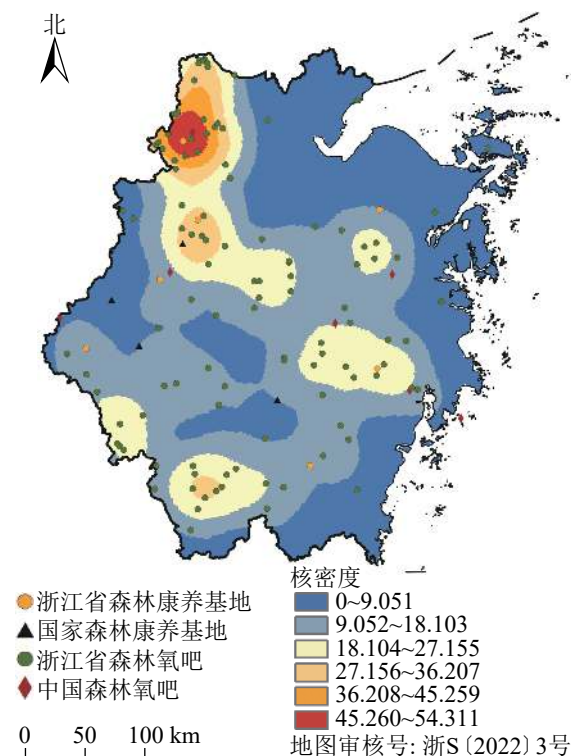 北
浙江省森林康养基地
国家森林康养基地
浙江省森林氧吧
中国森林氧吧
0 50 100 km
核密度
0~9.051
9.052~18.103
18.104~27.155
27.156~36.207
36.208~45.259
45.260~54.311
地图审核号: 浙S〔2022〕3号